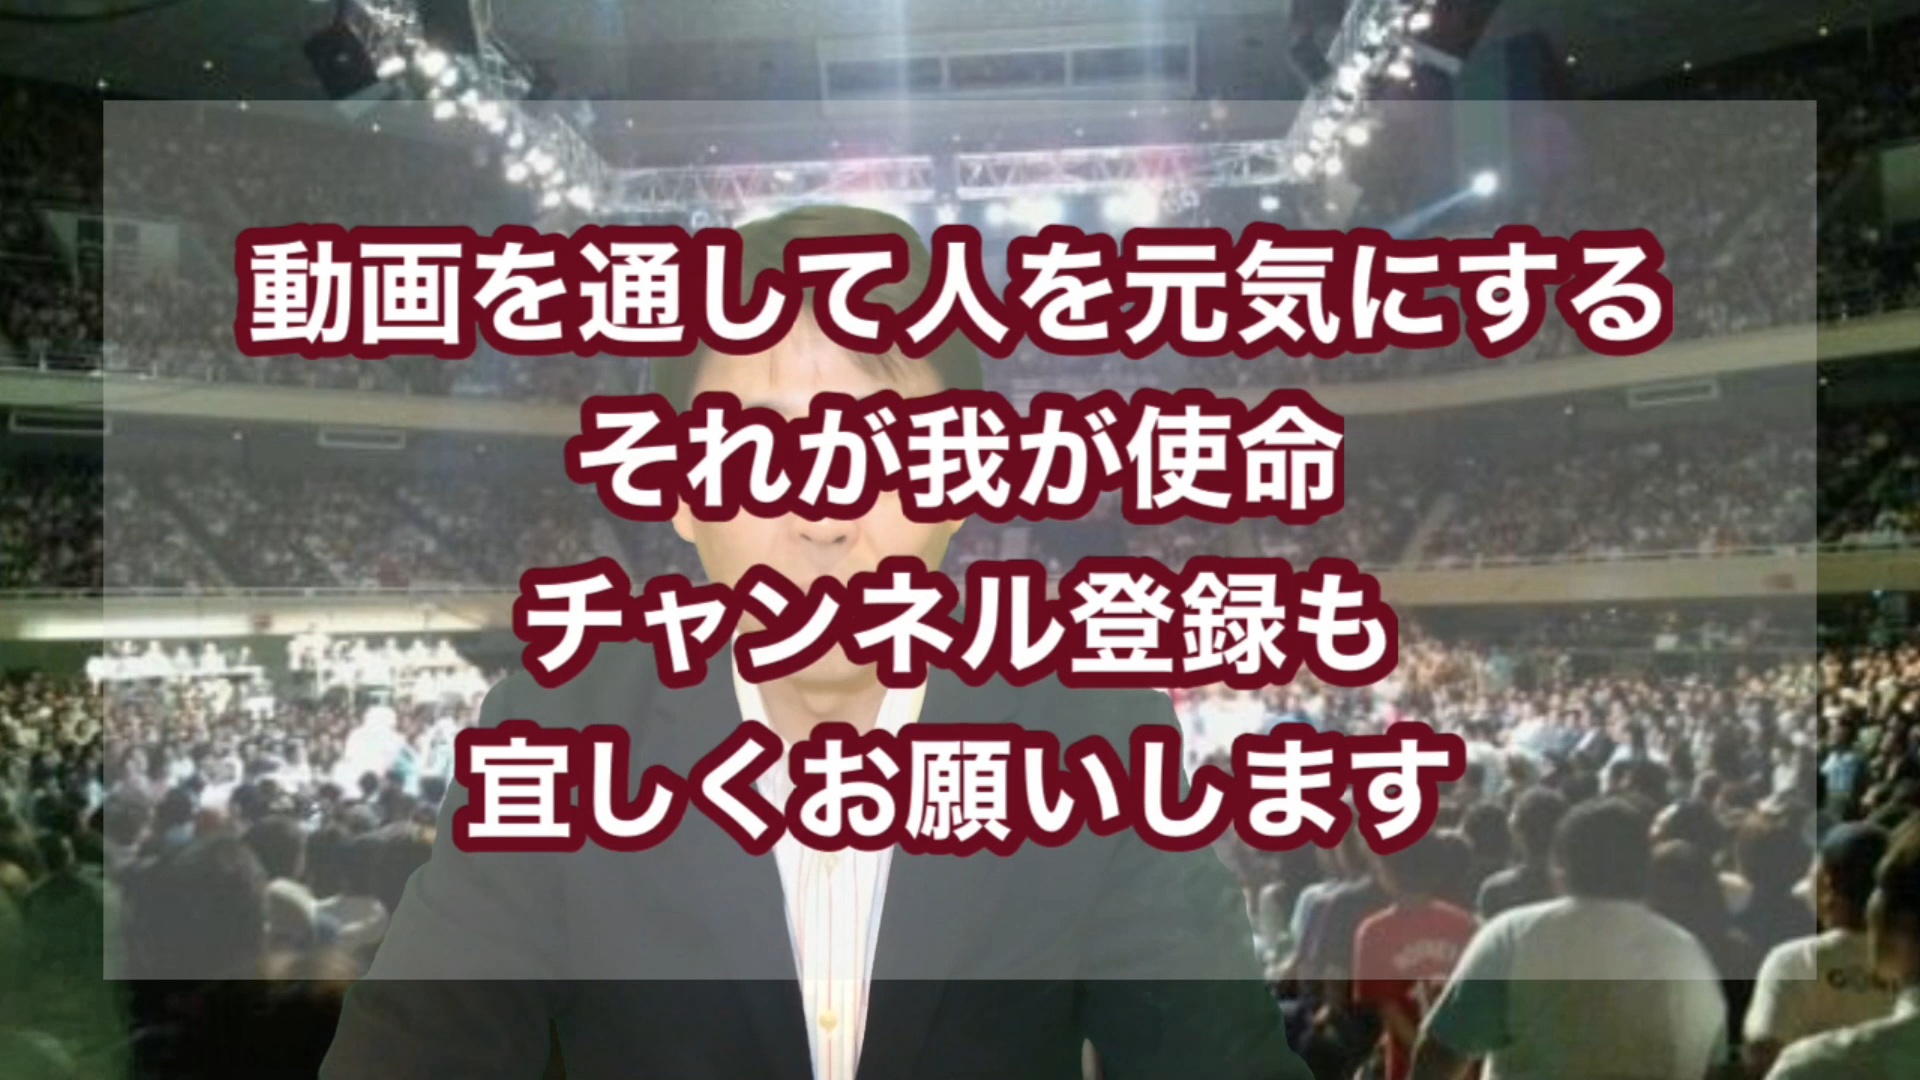 動画を通して人を元気にする
それが我が使命
チャンネル登録も
宜しくお願いします